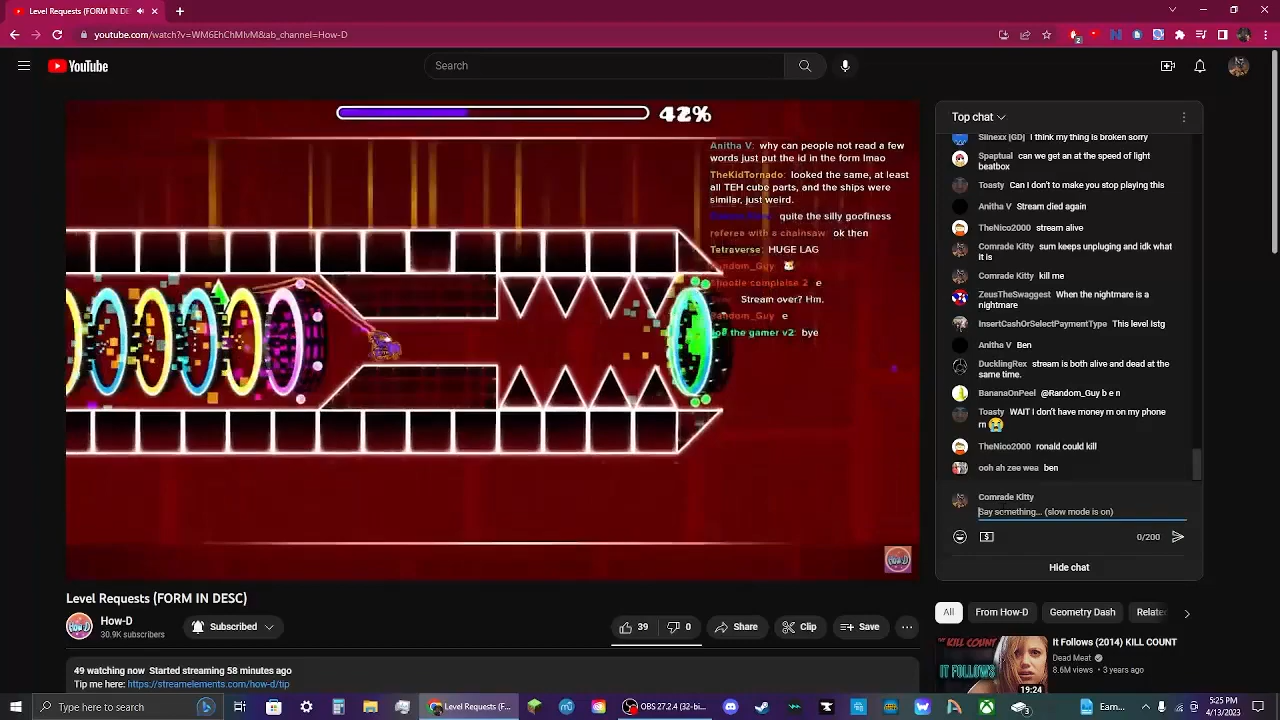 Level Requests (FORM IN DE
youtube.com/watch?v=WM6EhChMIvM&ab_channel=How-D
2
YouTube
Search
42%
Anitha V: why can people not read a few
words just put the id in the form lmao
TheKidTornado: looked the same, at least
all TEH cube parts, and the ships were
similar, just weird.
quite the silly goofiness
referee with a chainsaw: ok then
Tetraverse: HUGE LAG
Random_Guy
e
Stream over? Hm.
Random_Guy e
the gamer v2: bye
Top chat
Slinexx [GD] I think my thing is broken sorry
Spaptual can we get an at the speed of light
beatbox
Toasty Can I don't to make you stop playing this
Anitha V Stream died again
TheNico2000 stream alive
Comrade Kitty sum keeps unpluging and idk what
it is
Comrade Kitty kill me
ZeusTheSwaggest When the nightmare is a
nightmare
InsertCashOrSelectPaymentType This level istg
Anitha V Ben
DucklingRex stream is both alive and dead at the
same time.
BananaOnPeel @Random_Guy b e n
Toasty WAIT I don't have money rn on my phone
rn 😭
TheNico2000 ronald could kill
ooh ah zee wea ben
Comrade Kitty
Say something... (slow mode is on)
0/200
Hide chat
Level Requests (FORM IN DESC)
How-D
30.9K subscribers
Subscribed
39
0
Share
Clip
Save
49 watching now Started streaming 58 minutes ago
Tip me here: https://streamelements.com/how-d/tip
All
From How-D
Geometry Dash
Relate
KILL COUNT
IT FOLLOWS
19:24
It Follows (2014) KILL COUNT
Dead Meat
8.6M views • 3 years ago
Type here to search
Level Requests (F...
OBS 27.2.4 (32-bi...
Earn...
5:25 PM
4/13/2023